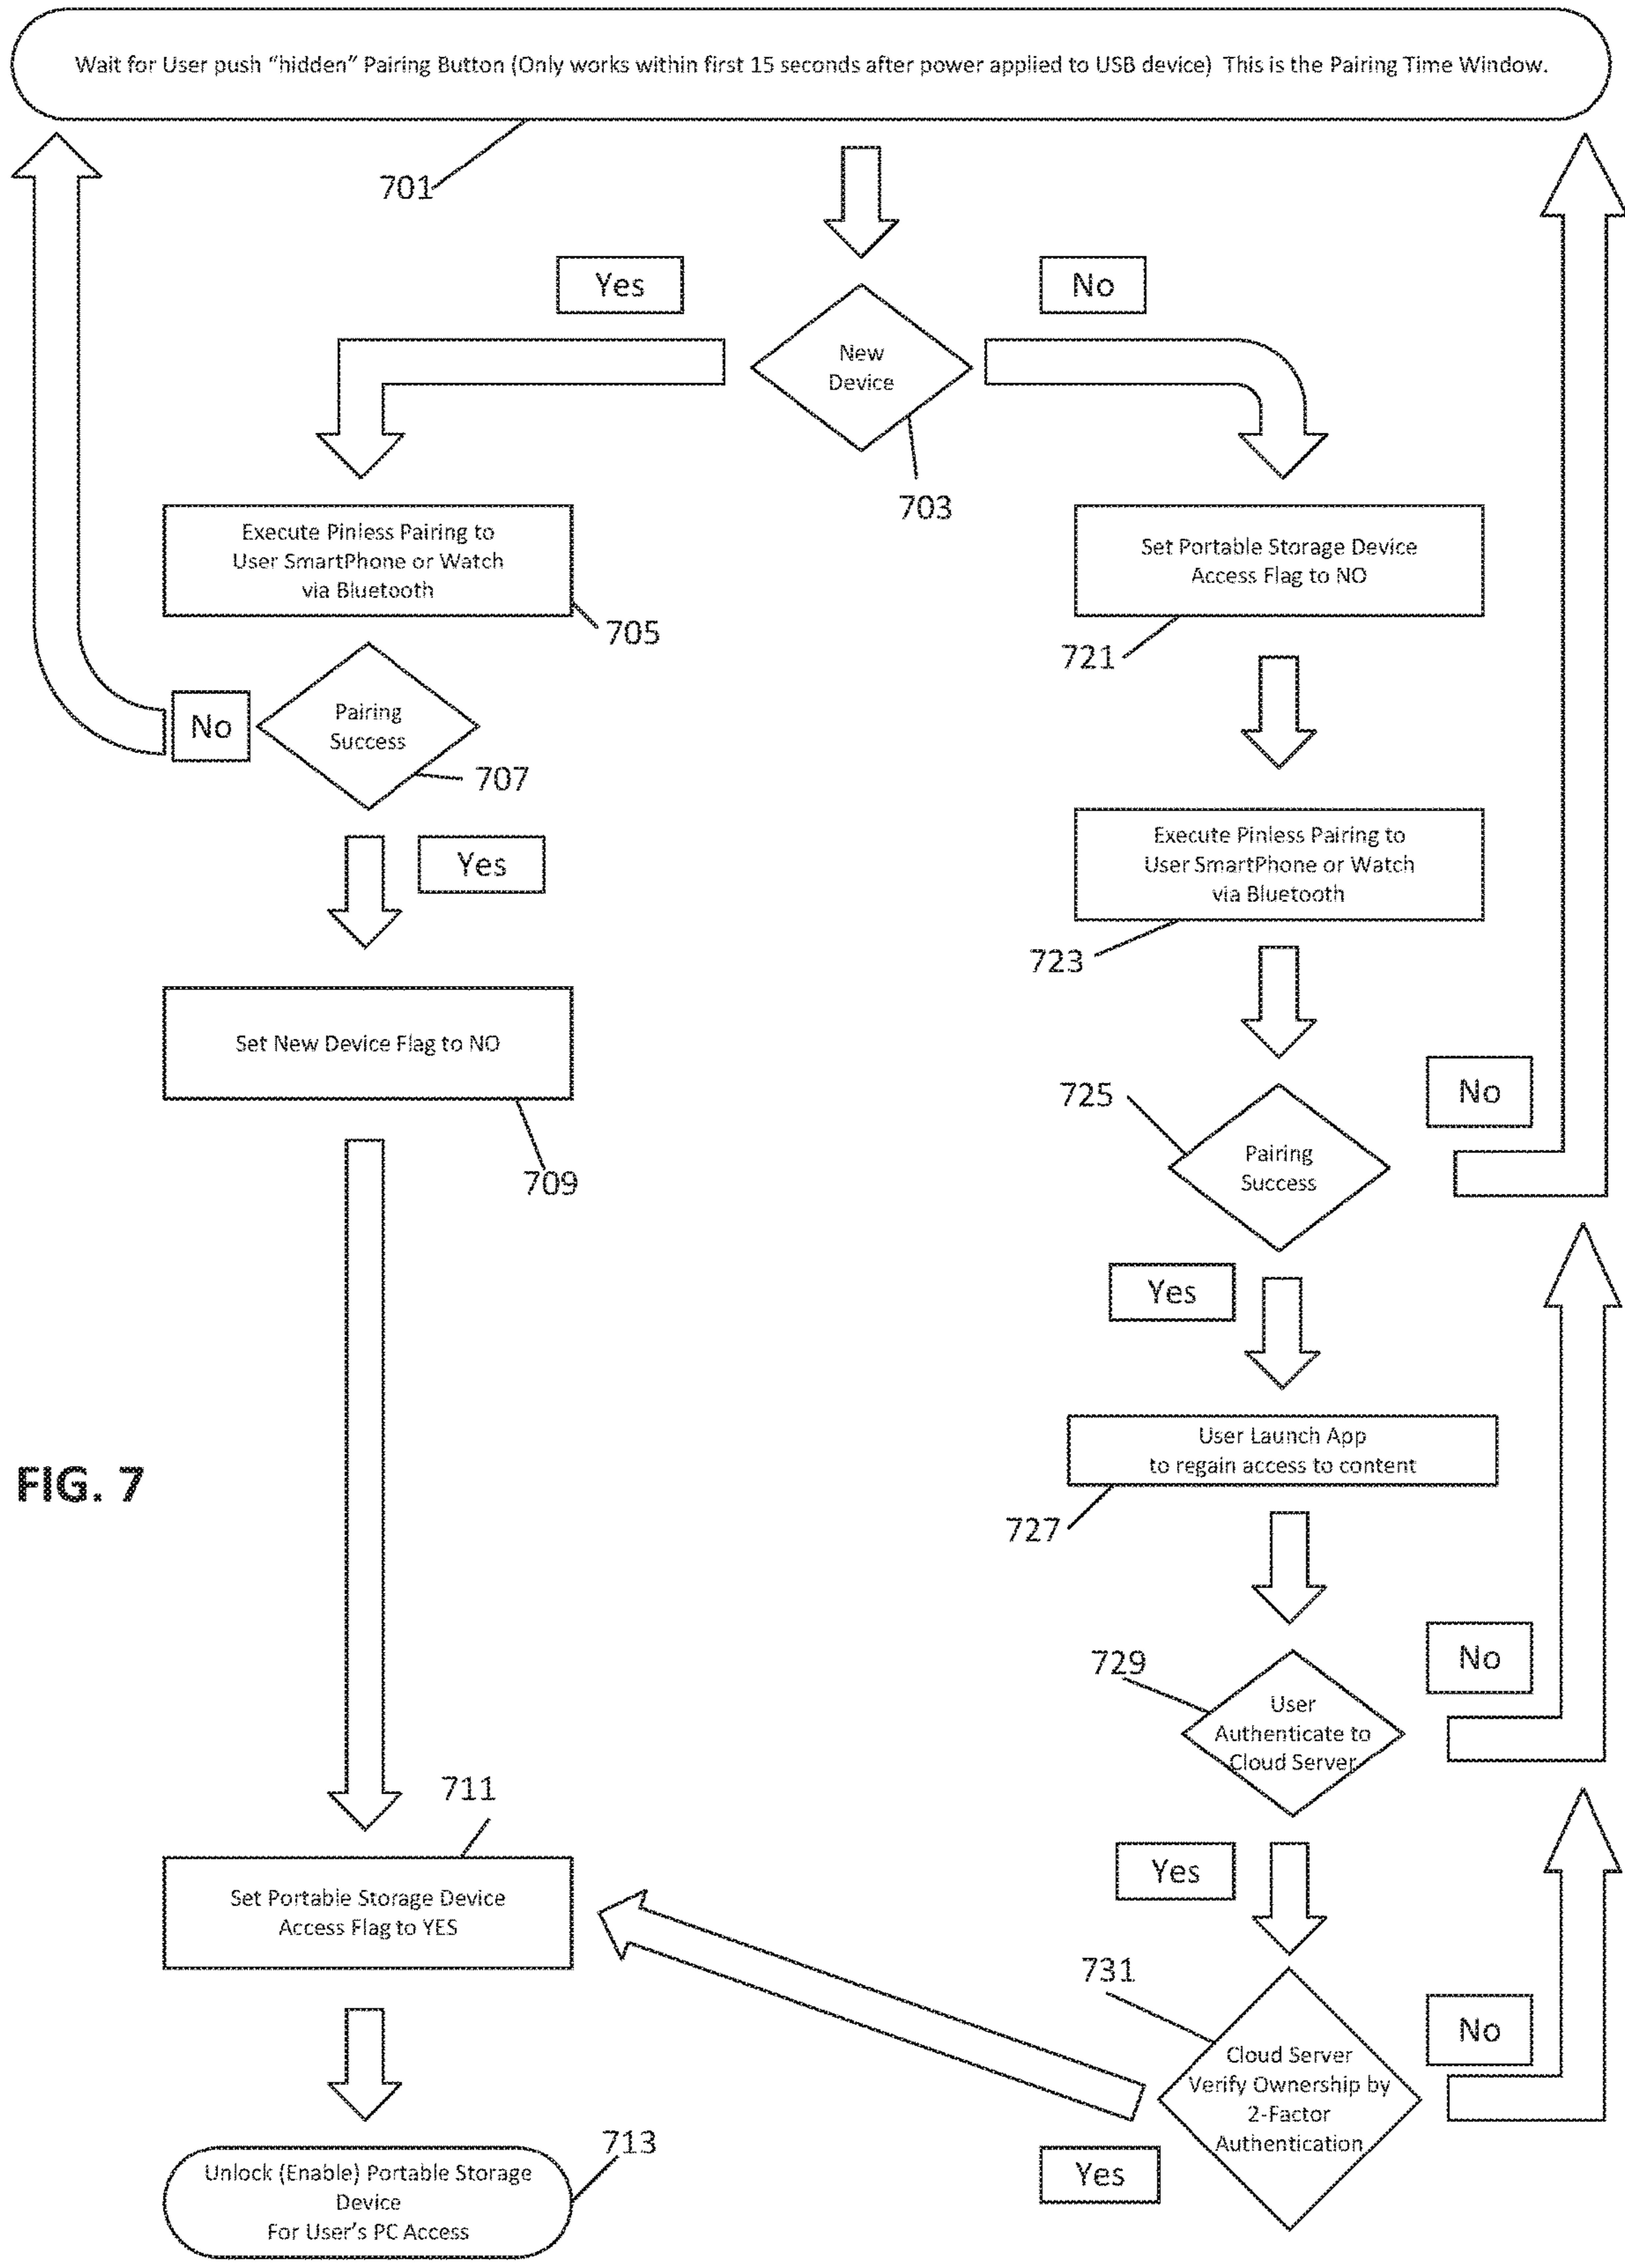 Wait for User push “hidden” Pairing Button (Only works within first 15 seconds after power applied to USB device)  This is the Pairing Time Window.
701
Yes
No
New
Device
703
Execute Pinless Pairing to
User SmartPhone or Watch
via Bluetooth
705
Set Portable Storage Device
Access Flag to NO
721
Pairing
Success
No
707
Yes
Execute Pinless Pairing to
User SmartPhone or Watch
via Bluetooth
723
Set New Device Flag to NO
709
725
Pairing
Success
No
Yes
User Launch App
to regain access to content
727
FIG. 7
729
User
Authenticate to
Cloud Server
No
Yes
711
Set Portable Storage Device
Access Flag to YES
731
Cloud Server
Verify Ownership by
2-Factor
Authentication
No
Yes
713
Unlock (Enable) Portable Storage
Device
For User’s PC Access